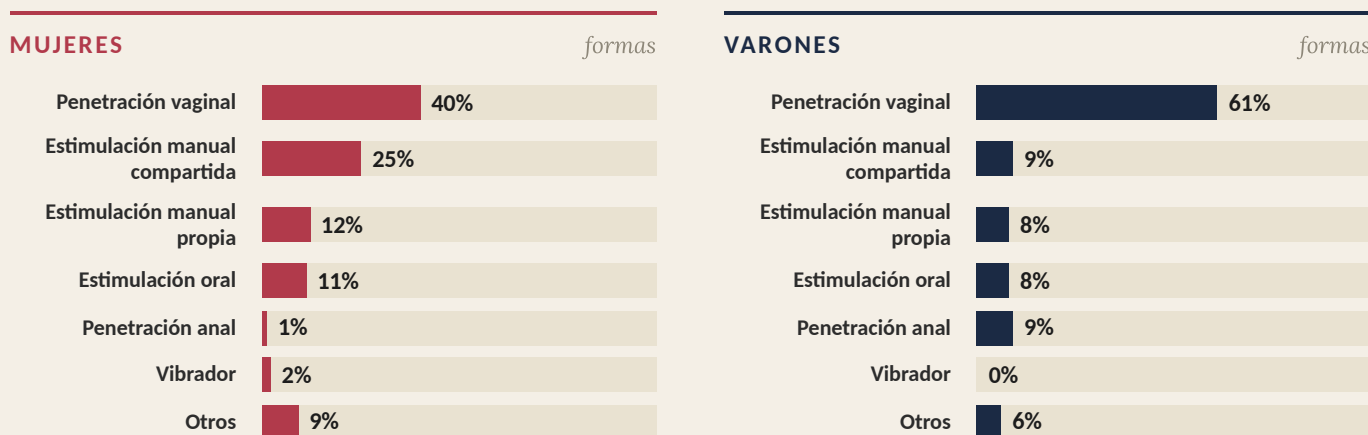 MUJERES formas
Penetración vaginal 40%
Estimulación manual
compartida 25%
Estimulación manual
propia 12%
Estimulación oral 11%
Penetración anal 1%
Vibrador 2%
Otros 9%
VARONES formas
Penetración vaginal 61%
Estimulación manual
compartida 9%
Estimulación manual
propia 8%
Estimulación oral 8%
Penetración anal 9%
Vibrador 0%
Otros 6%